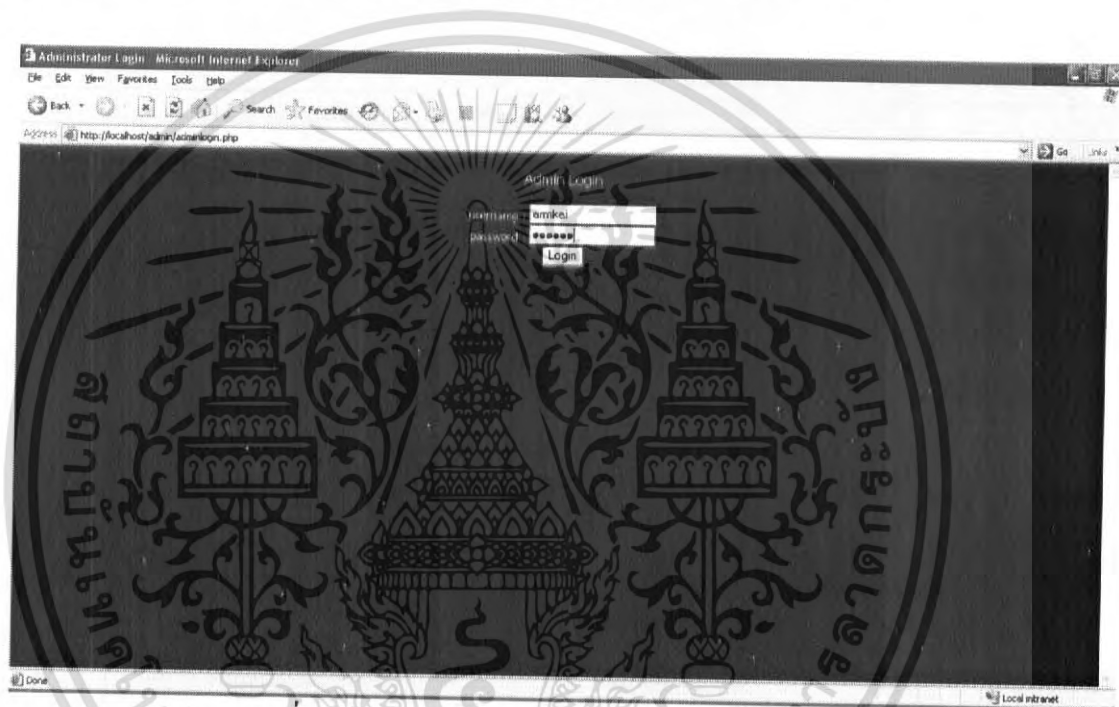 Administrator Login - Microsoft Internet Explorer
File Edit View Favorites Tools Help
Back Search Favorites
Address http://localhost/admin/adminlogin.php Go Links
Admin Login
username armkai
password ••••••
Login
Done Local intranet